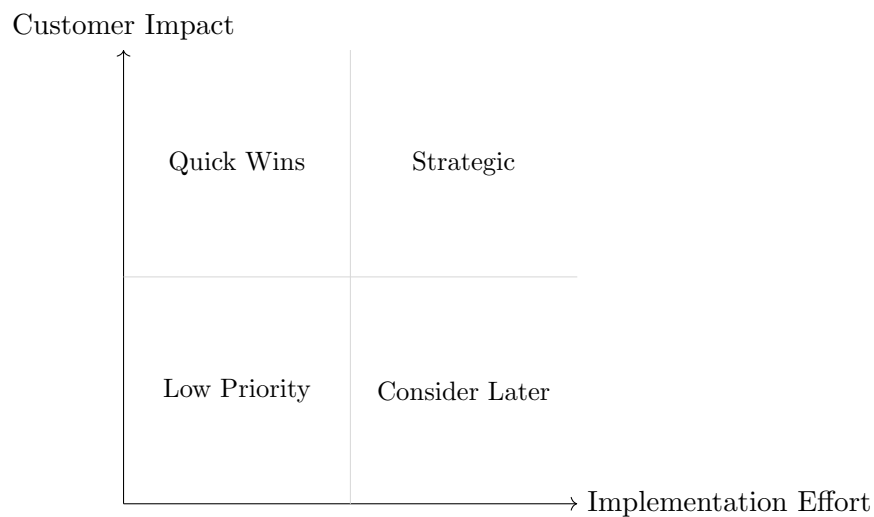 Customer Impact
Quick Wins
Strategic
Low Priority
Consider Later
Implementation Effort